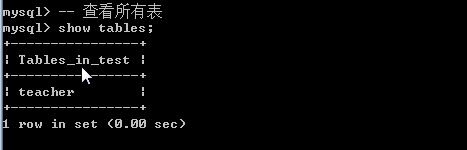 mysql> -- 查看所有表
mysql> show tables;
+----------------+
¦ Tables_in_test ¦
+----------------+
¦ teacher        ¦
+----------------+
1 row in set (0.00 sec)